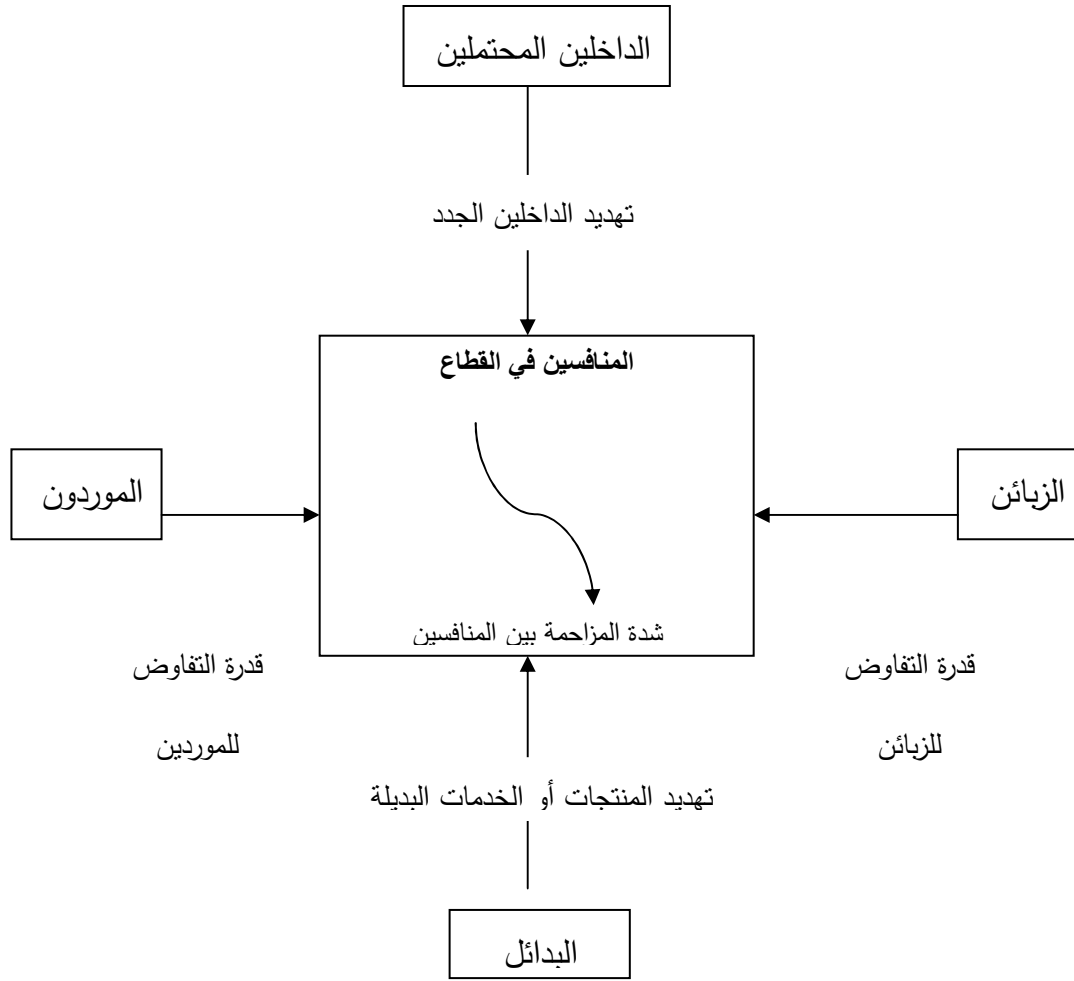 الداخلين المحتملين
تهديد الداخلين الجدد
المنافسين في القطاع
الزبائن
الموردون
شدة المزاحمة بين المنافسين
قدرة التفاوض
للزبائن
قدرة التفاوض
للموردين
تهديد المنتجات أو الخدمات البديلة
البدائل